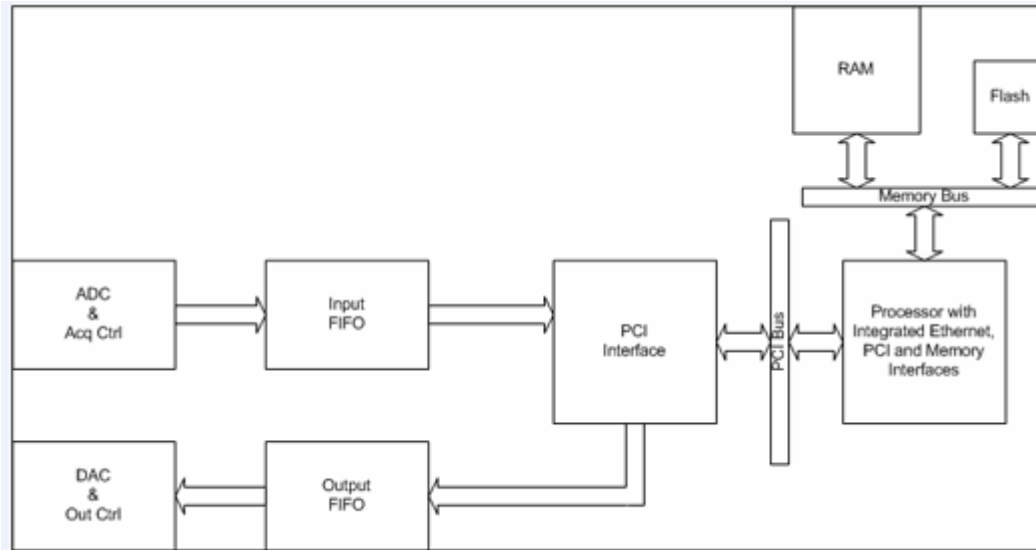 RAM
Flash
Memory Bus
ADC
&
Acq Ctrl
Input
FIFO
PCI
Interface
PCI Bus
Processor with
Integrated Ethernet,
PCI and Memory
Interfaces
DAC
&
Out Ctrl
Output
FIFO